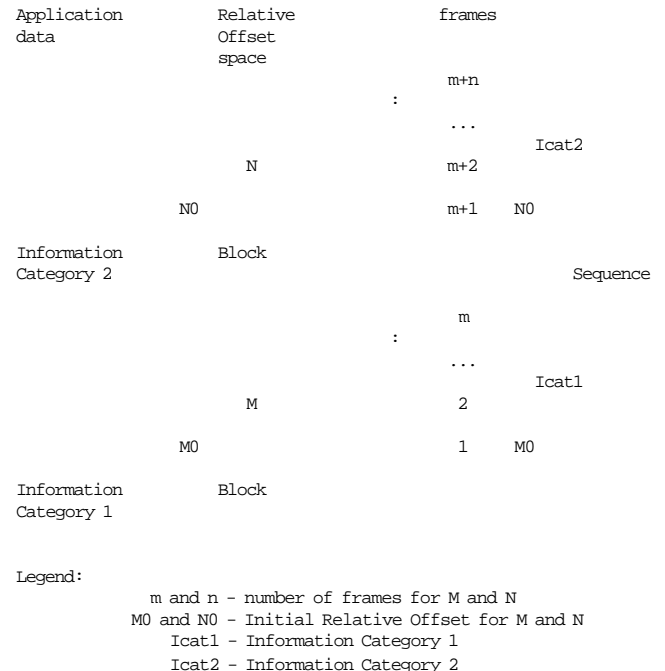 Application Relative frames
data Offset
space
m+n
:
...
Icat2
N m+2
N0 m+1 N0
Information Block
Category 2 Sequence
m
:
...
Icat1
M 2
M0 1 M0
Information Block
Category 1
Legend:
m and n - number of frames for M and N
M0 and N0 - Initial Relative Offset for M and N
Icat1 - Information Category 1
Icat2 - Information Category 2